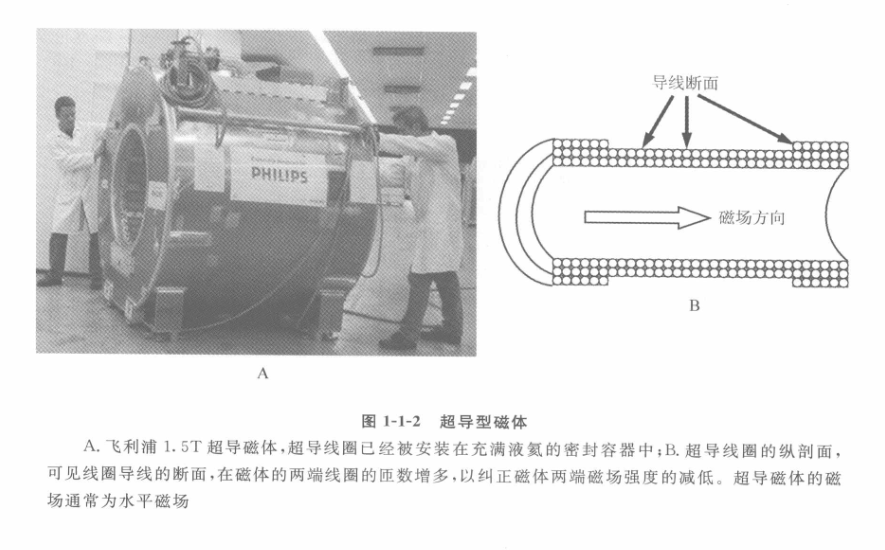 PHILIPS
导线断面
磁场方向
B
A
图 1-1-2 超导型磁体
A. 飞利浦 1.5T 超导磁体,超导线圈已经被安装在充满液氦的密封容器中;B. 超导线圈的纵剖面,
可见线圈导线的断面,在磁体的两端线圈的匝数增多,以纠正磁体两端磁场强度的减低。超导磁体的磁
场通常为水平磁场